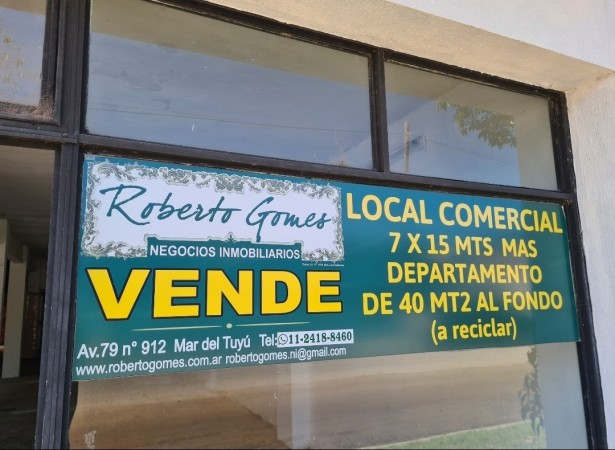 Roberto Gomes
NEGOCIOS INMOBILIARIOS
VENDE
Av.79 n° 912 Mar del Tuyú Tel: 11-2418-8460
www.robertogomes.com.ar robertogomes.ni@gmail.com
LOCAL COMERCIAL
7 X 15 MTS MAS
DEPARTAMENTO
DE 40 MT2 AL FONDO
(a reciclar)